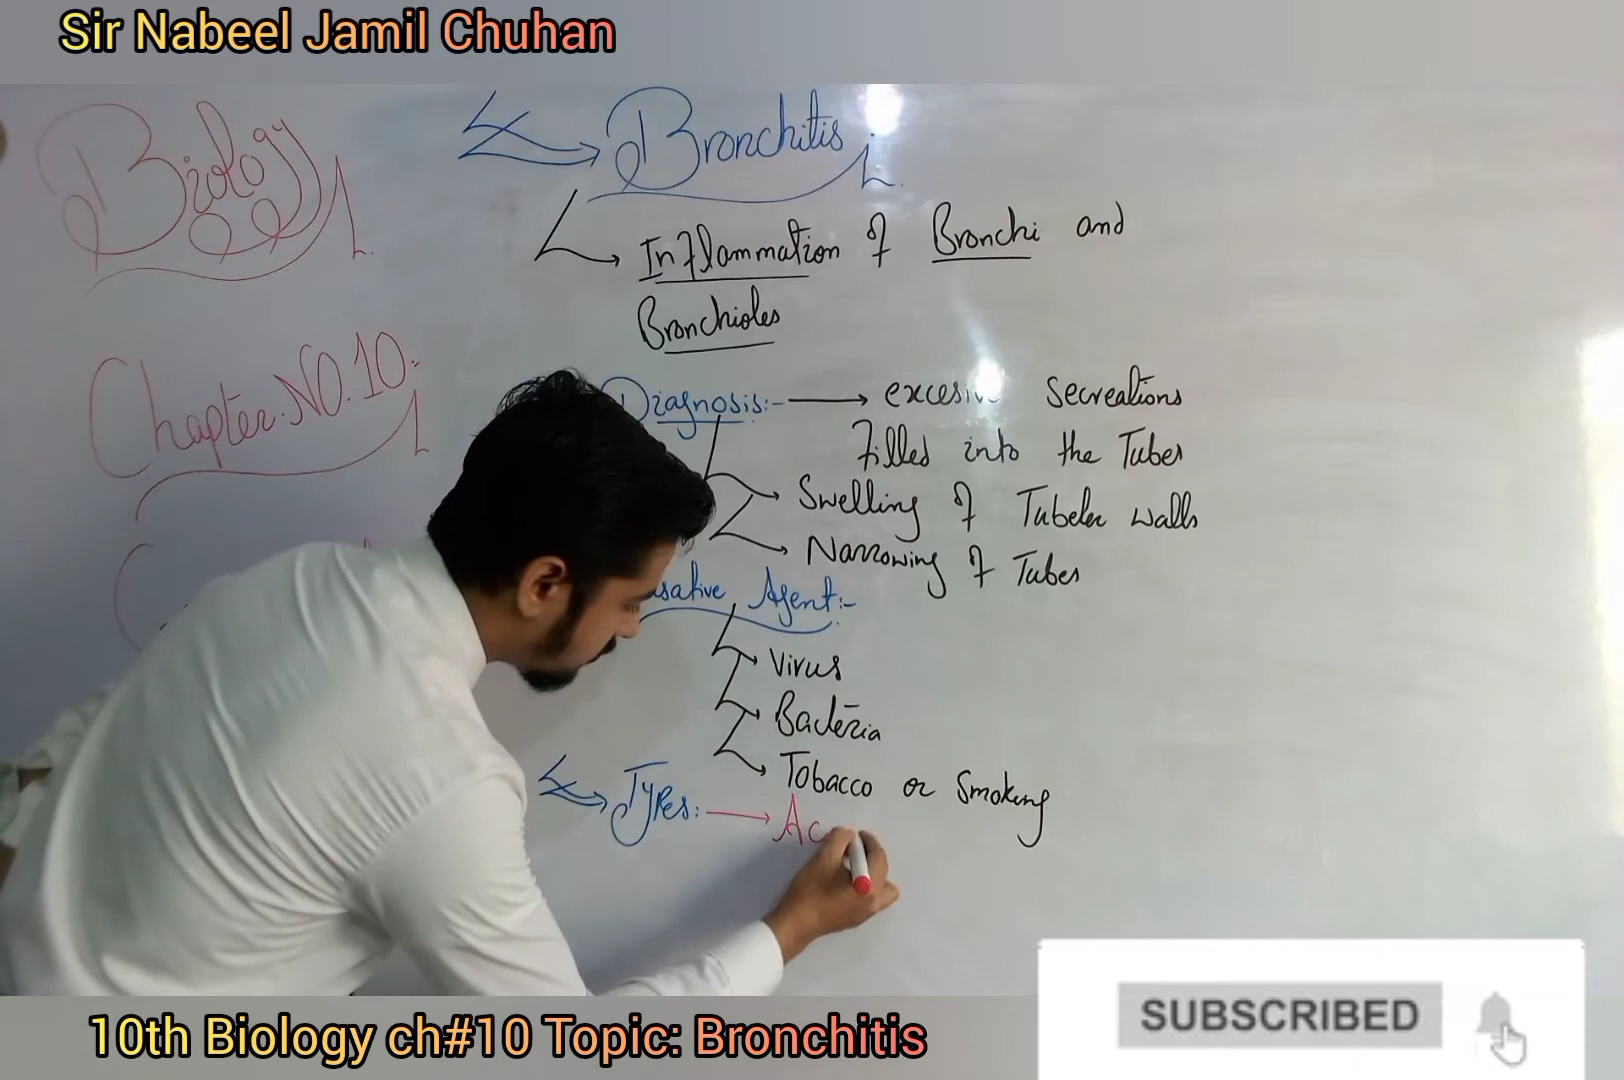 Sir Nabeel Jamil Chuhan
Biology
Chapter.NO.10:
Bronchitis:
Inflammation of Bronchi and
Bronchioles
Diagnosis:- → secreations
Filled into the Tubes
Swelling of Tubeler walls
Narrowing of Tubes
Agent:-
Virus
Bacteria
Tobacco or Smoking
Types: → Ac
10th Biology ch#10 Topic: Bronchitis
SUBSCRIBED